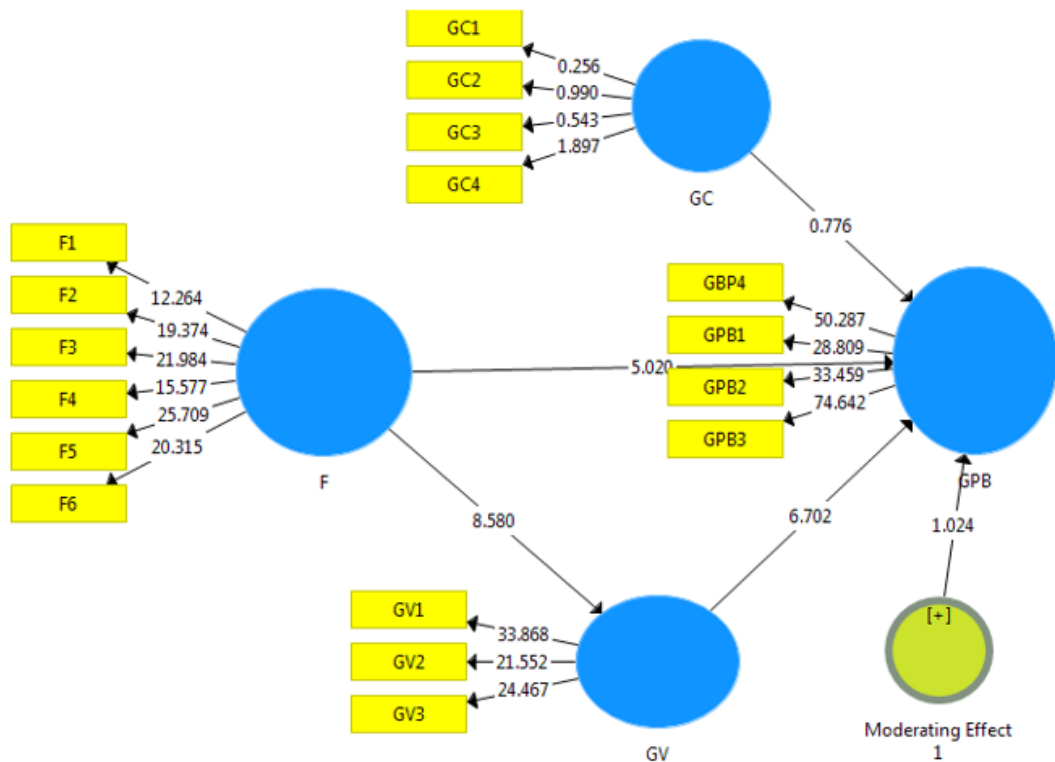 GC1
GC2
GC3
GC4
0.256
0.990
0.543
1.897
GC
0.776
F1
F2
F3
F4
F5
F6
12.264
19.374
21.984
15.577
25.709
20.315
F
5.020
8.580
GBP4
GPB1
GPB2
GPB3
50.287
28.809
33.459
74.642
GPB
6.702
1.024
GV1
GV2
GV3
33.868
21.552
24.467
GV
[+]
Moderating Effect
1